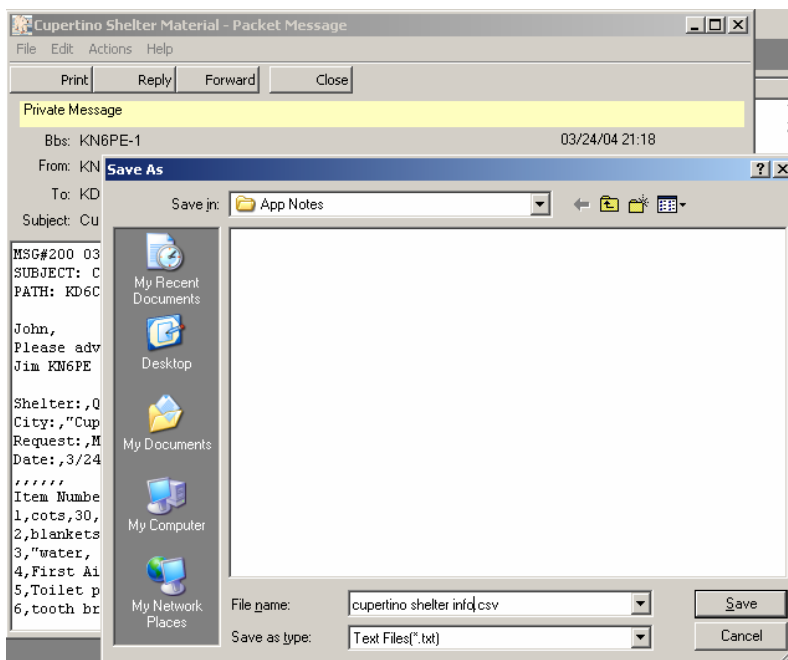 Cupertino Shelter Material - Packet Message
File Edit Actions Help
Print Reply Forward Close
Private Message
Bbs: KN6PE-1 03/24/04 21:18
From: KN
To: KD
Subject: Cu
MSG#200 03
SUBJECT: C
PATH: KD6C
John,
Please adv
Jim KN6PE
Shelter:,Q
City:,"Cup
Request:,M
Date:,3/24
,,,,,,
Item Numbe
1,cots,30,
2,blankets
3,"water,
4,First Ai
5,Toilet p
6,tooth br
Save As
Save in: App Notes
My Recent
Documents
Desktop
My Documents
My Computer
My Network
Places
File name: cupertino shelter info.csv
Save
Save as type: Text Files(*.txt)
Cancel